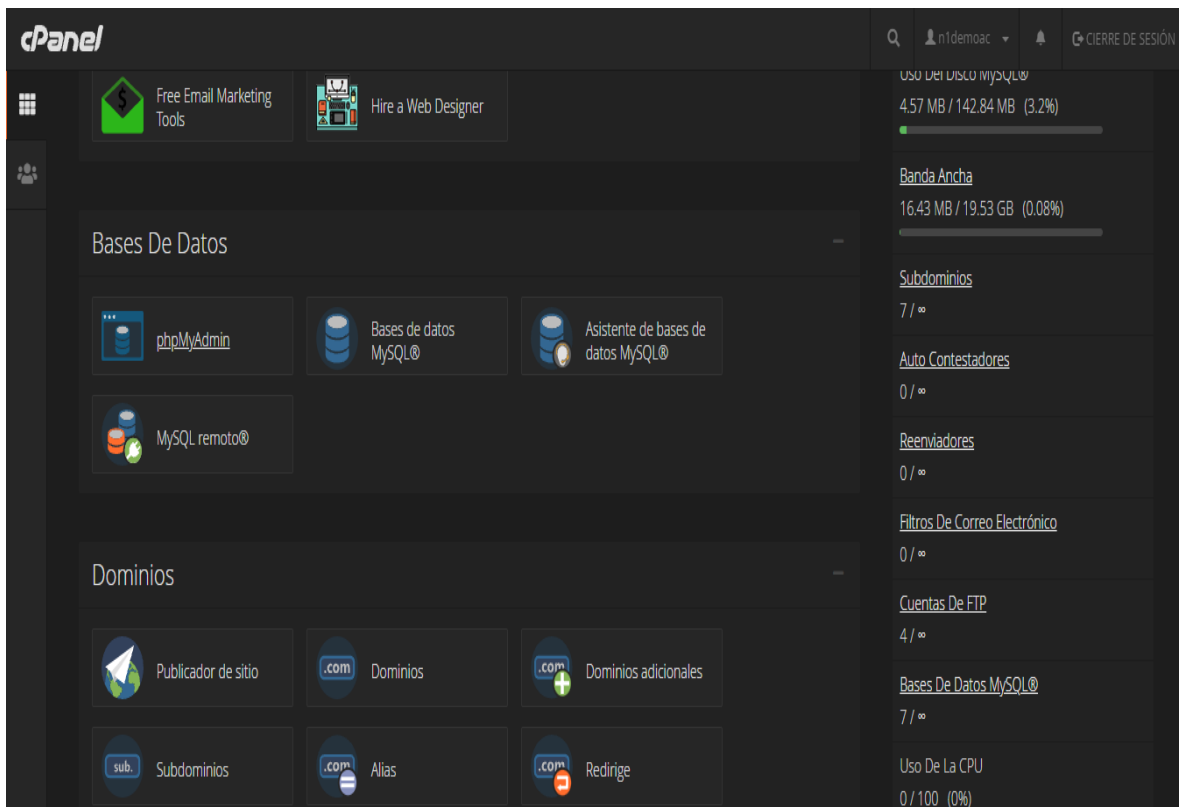 cPanel
n1demoac
CIERRE DE SESIÓN
Free Email Marketing
Tools
Hire a Web Designer
Bases De Datos
phpMyAdmin
Bases de datos
MySQL®
Asistente de bases de
datos MySQL®
MySQL remoto®
Dominios
Publicador de sitio
.com
Dominios
.com
Dominios adicionales
sub.
Subdominios
.com
Alias
.com
Redirige
Uso Del Disco MySQL®
4.57 MB / 142.84 MB (3.2%)
Banda Ancha
16.43 MB / 19.53 GB (0.08%)
Subdominios
7 / ∞
Auto Contestadores
0 / ∞
Reenviadores
0 / ∞
Filtros De Correo Electrónico
0 / ∞
Cuentas De FTP
4 / ∞
Bases De Datos MySQL®
7 / ∞
Uso De La CPU
0 / 100 (0%)